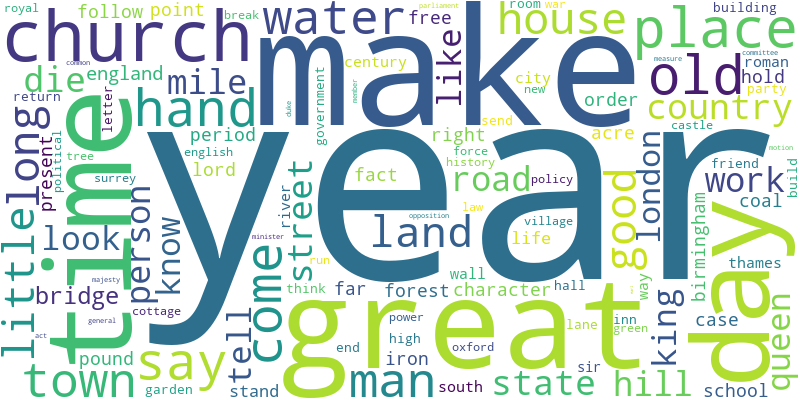 royal
follow
point
break
parliament
room
war
building
church
water
free
house
place
make
common
die
england
mile
like
century
city
new
old
roman
committee
measure
hold
party
return
letter
hand
government
order
country
long
time
year
period
english
lord
right
force
history
send
acre
castle
motion
present
political
tree
surrey
person
know
look
street
fact
road
policy
good
london
friend
work
build
coal
day
little
come
river
land
member
duke
opposition
law
village
life
birmingham
thames
bridge
minister
run
wall
think
far
forest
character
hall
way
majesty
cottage
great
king
case
queen
act
general
tell
pound
say
power
high
iron
lane
inn
green
town
garden
stand
man
end
oxford
south
state
sir
hill
school